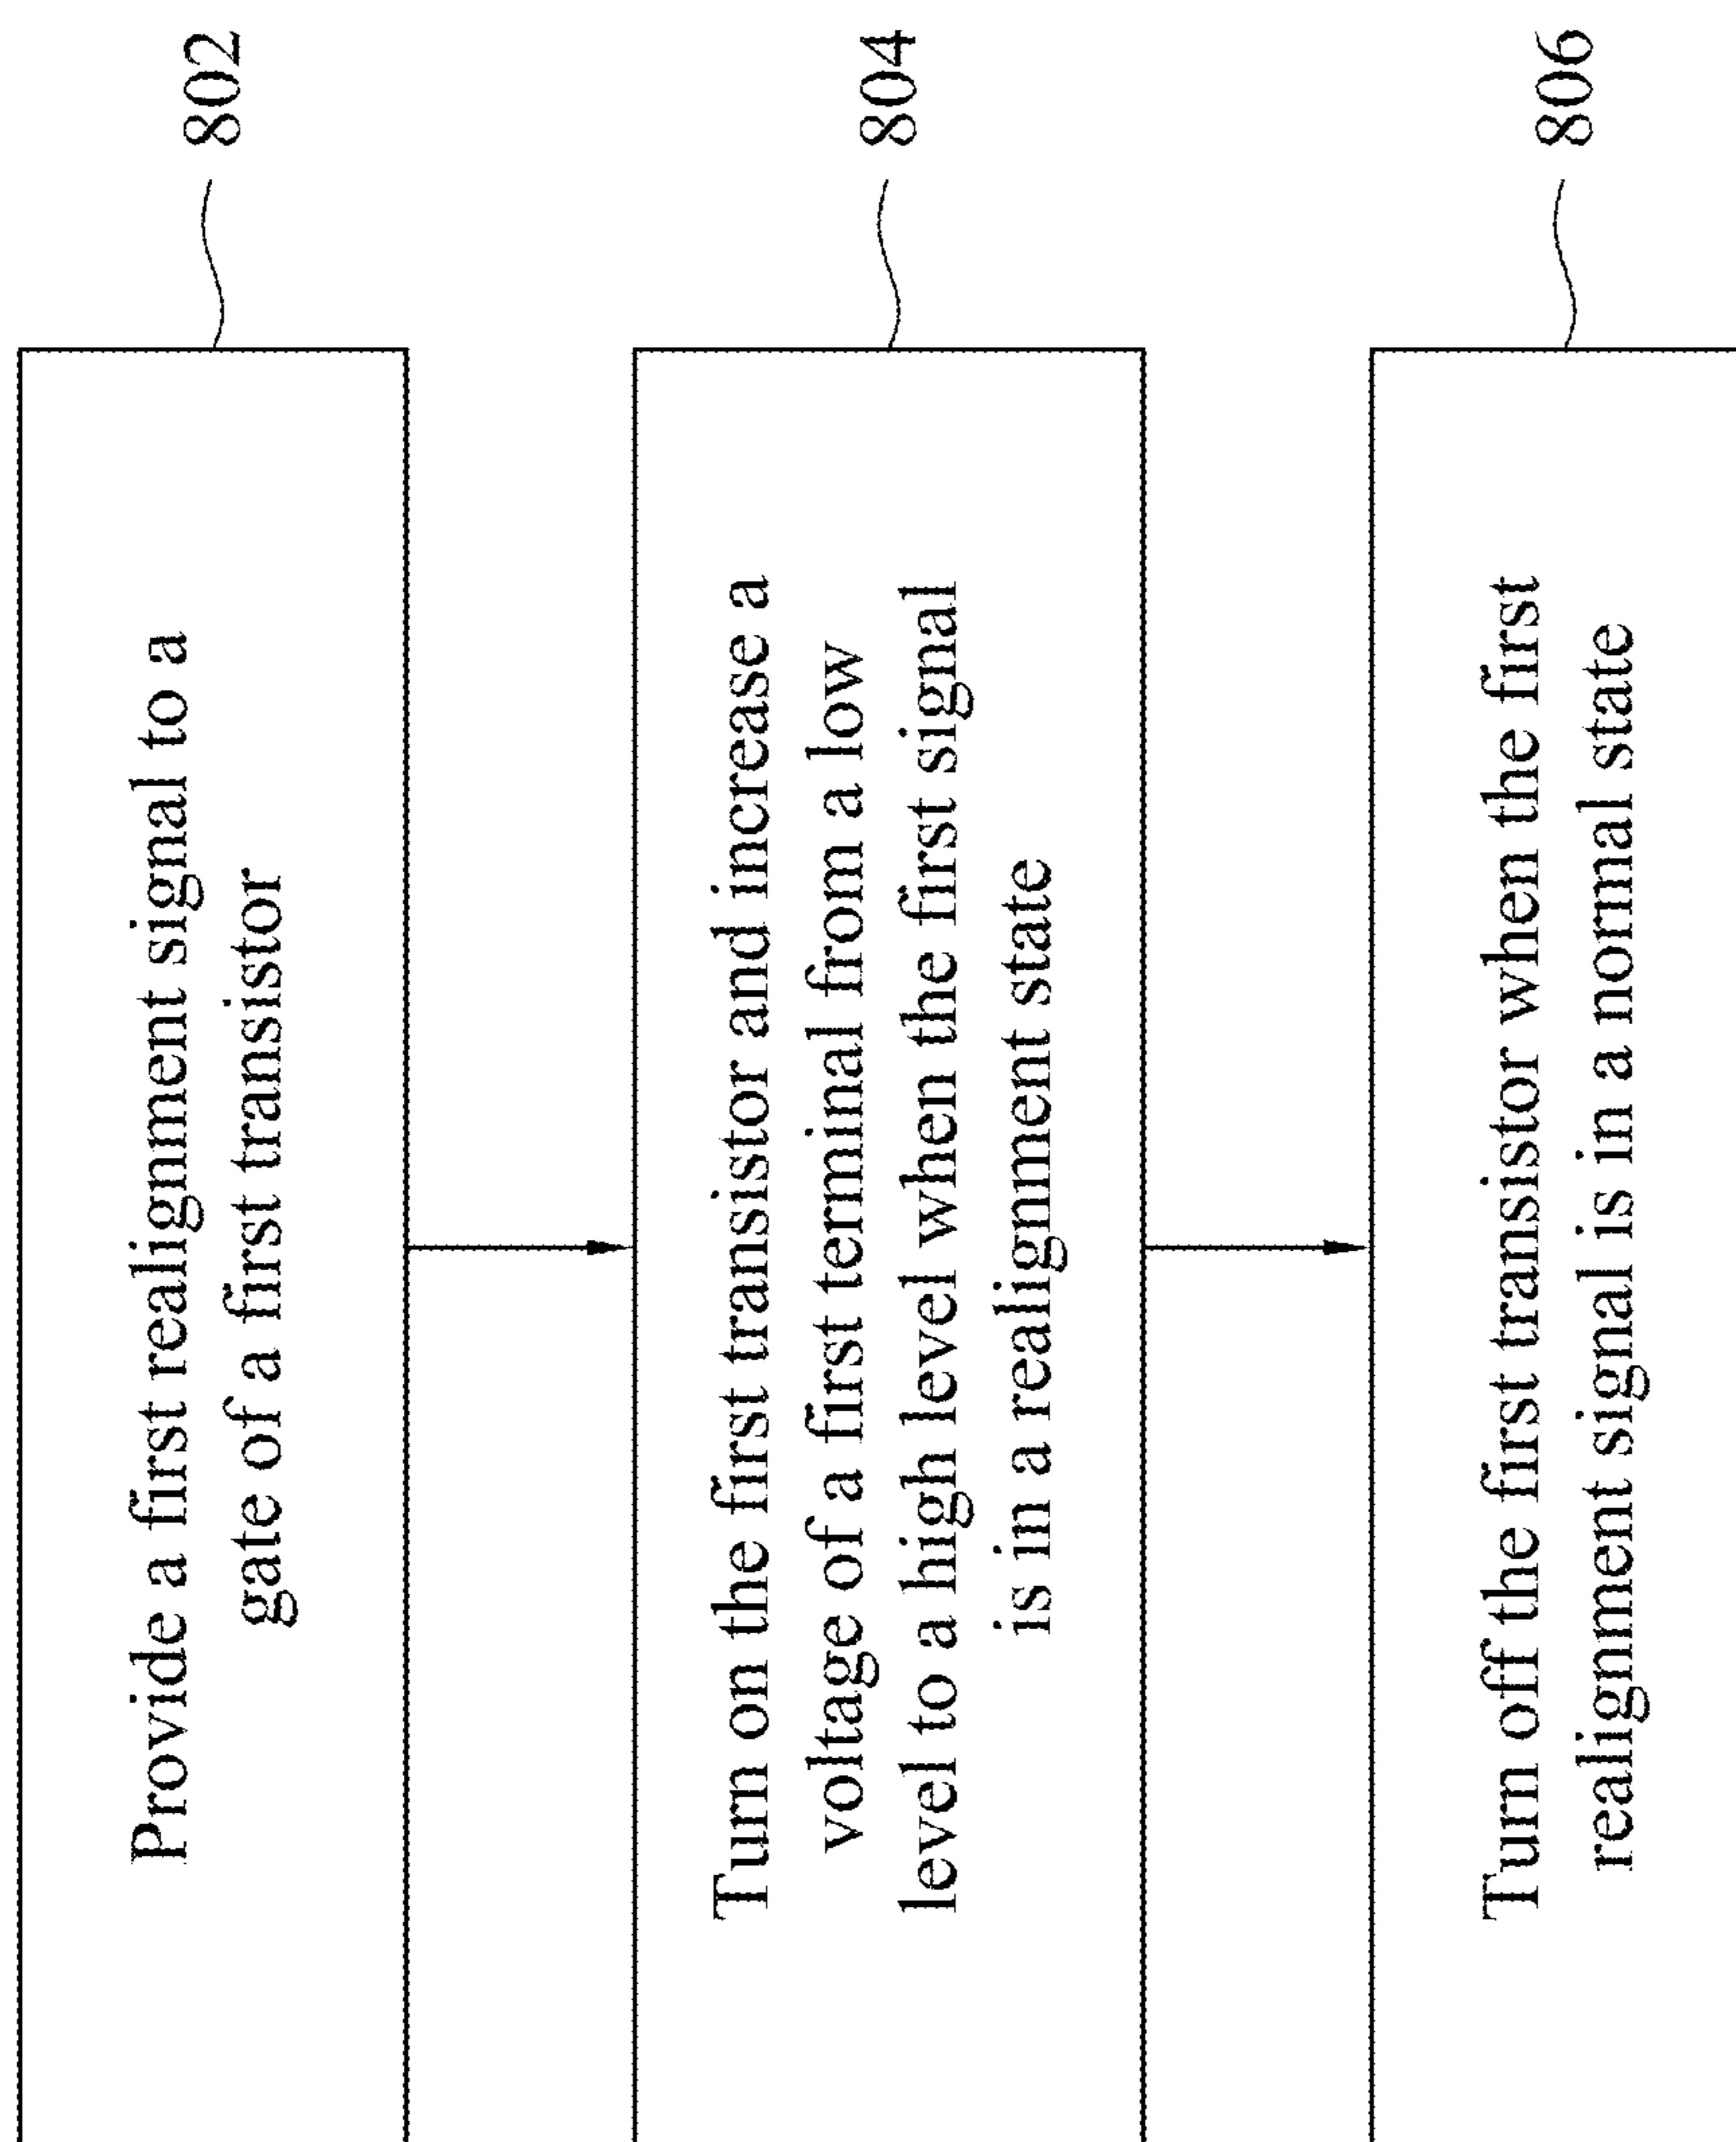 802
Provide a first realignment signal to a
gate of a first transistor
804
Turn on the first transistor and increase a
voltage of a first terminal from a low
level to a high level when the first signal
is in a realignment state
806
Turn off the first transistor when the first
realignment signal is in a normal state